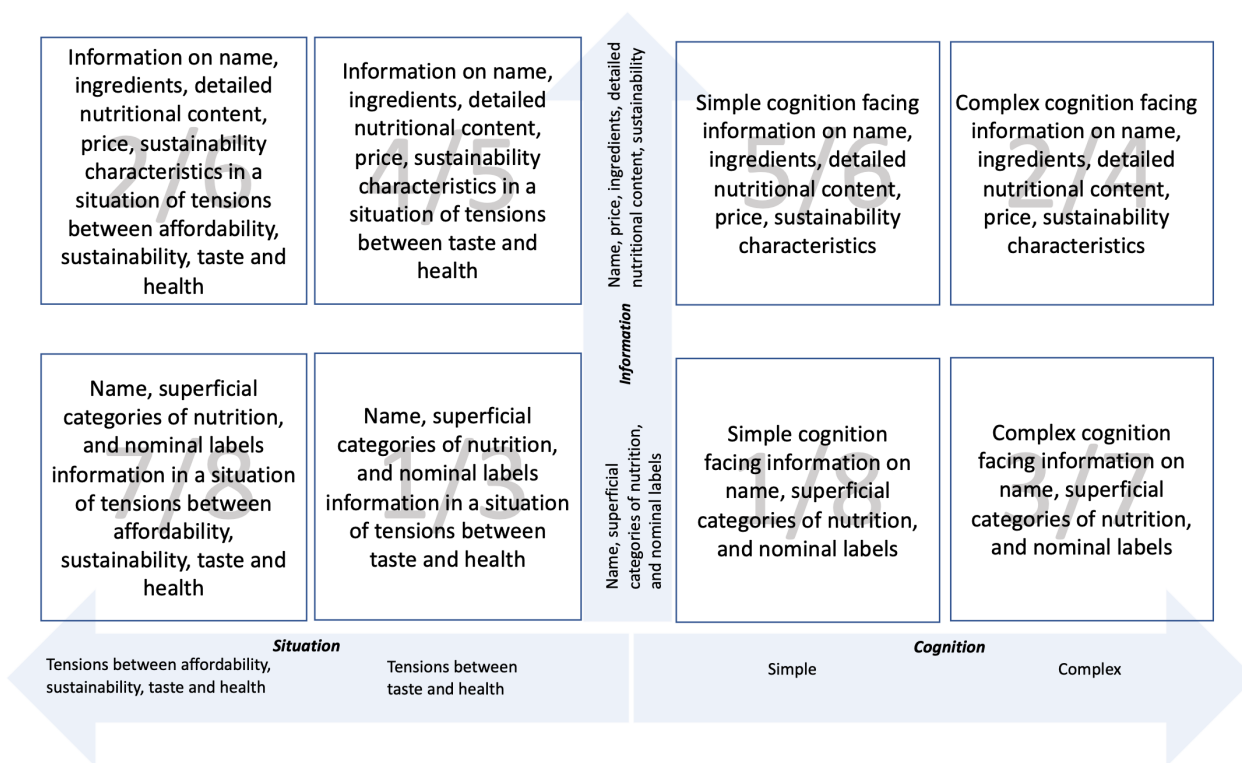 Information on name,
ingredients, detailed
nutritional content,
price, sustainability
characteristics in a
situation of tensions
between affordability,
sustainability, taste and
health
2/6
Information on name,
ingredients, detailed
nutritional content,
price, sustainability
characteristics in a
situation of tensions
between taste and
health
4/5
Name, price, ingredients, detailed
nutritional content, sustainability
Simple cognition facing
information on name,
ingredients, detailed
nutritional content,
price, sustainability
characteristics
5/6
Complex cognition facing
information on name,
ingredients, detailed
nutritional content,
price, sustainability
characteristics
2/4
Information
Name, superficial
categories of nutrition,
and nominal labels
information in a situation
of tensions between
affordability,
sustainability, taste and
health
7/8
Name, superficial
categories of nutrition,
and nominal labels
information in a situation
of tensions between
taste and health
1/3
Name, superficial
categories of nutrition,
and nominal labels
Simple cognition
facing information on
name, superficial
categories of nutrition,
and nominal labels
1/8
Complex cognition
facing information on
name, superficial
categories of nutrition,
and nominal labels
3/7
Situation
Tensions between affordability,
sustainability, taste and health
Tensions between
taste and health
Cognition
Simple
Complex